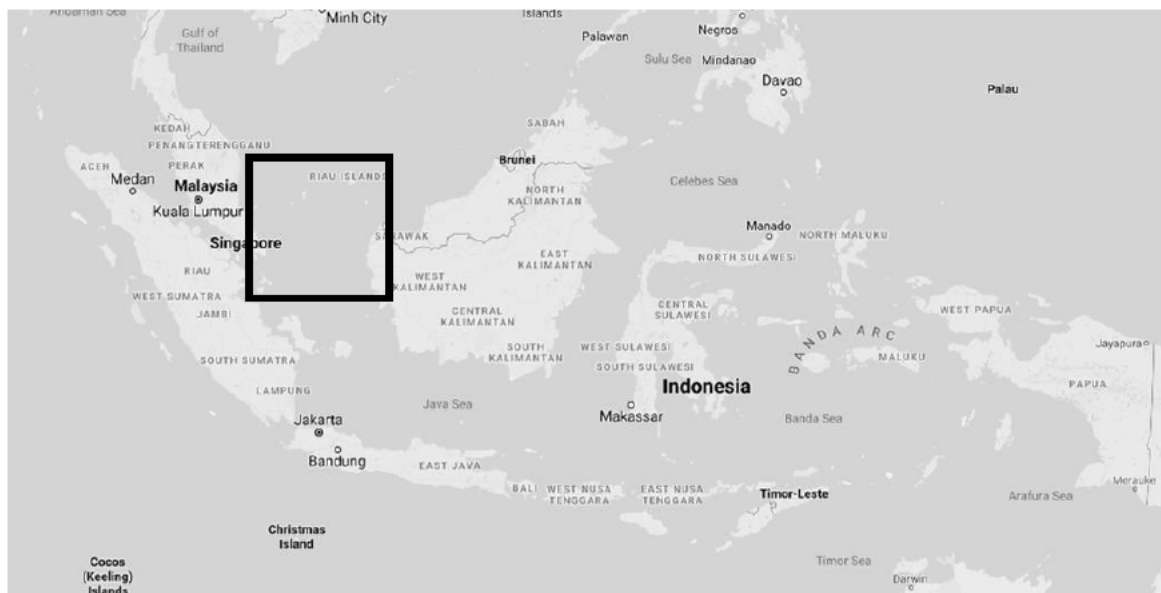 Andaman Sea
Minh City
Islands
Gulf of
Thailand
Palawan
Negros
Sulu Sea
Mindanao
Davao
Palau
KEDAH
SABAH
PENANG
TERENGGANU
Brunei
ACEH
PERAK
Medan
Malaysia
RIAU ISLANDS
Celebes Sea
NORTH
KALIMANTAN
Kuala Lumpur
Manado
SARAWAK
NORTH MALUKU
Singapore
EAST
KALIMANTAN
NORTH SULAWESI
RIAU
WEST
KALIMANTAN
WEST SUMATRA
CENTRAL
SULAWESI
JAMBI
CENTRAL
KALIMANTAN
WEST PAPUA
BANDA ARC
SOUTH
KALIMANTAN
WEST SULAWESI
Jayapura
SOUTH SUMATRA
SOUTH SULAWESI
MALUKU
LAMPUNG
Indonesia
PAPUA
Java Sea
Makassar
Banda Sea
Jakarta
Bandung
EAST JAVA
BALI
WEST NUSA
TENGGARA
EAST NUSA
TENGGARA
Timor-Leste
Merauke
Arafura Sea
Christmas
Island
Cocos
(Keeling)
Islands
Timor Sea
Darwin